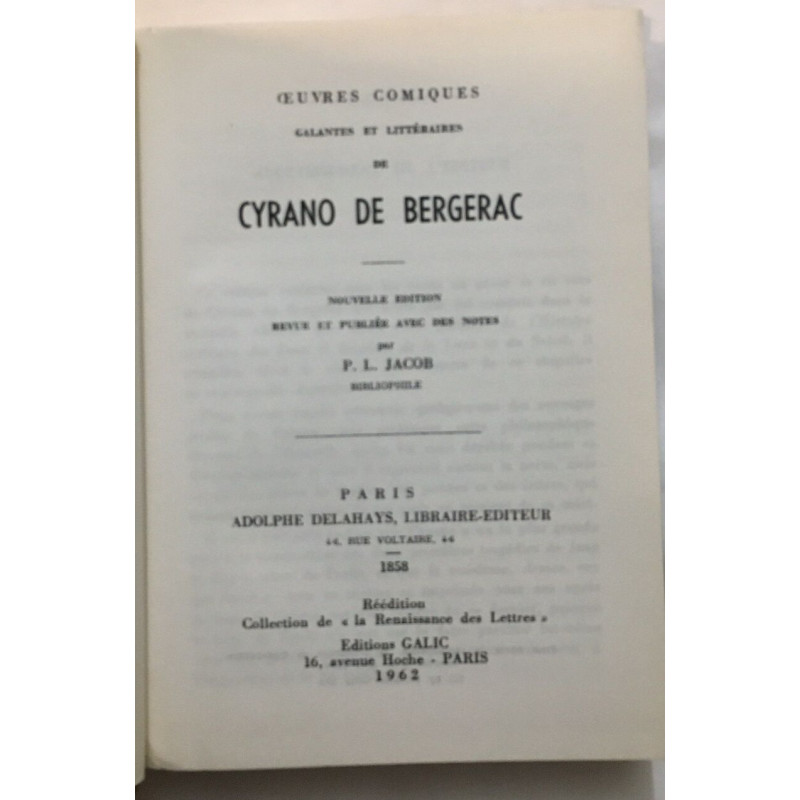 ŒUVRES COMIQUES
GALANTES ET LITTÉRAIRES
DE
CYRANO DE BERGERAC
NOUVELLE EDITION
REVUE ET PUBLIÉE AVEC DES NOTES
par
P. L. JACOB
BIBLIOPHILE
PARIS
ADOLPHE DELAHAYS, LIBRAIRE-EDITEUR
4-6, RUE VOLTAIRE, 4-6
1858
Réédition
Collection de « la Renaissance des Lettres »
Editions GALIC
16, avenue Hoche - PARIS
1962